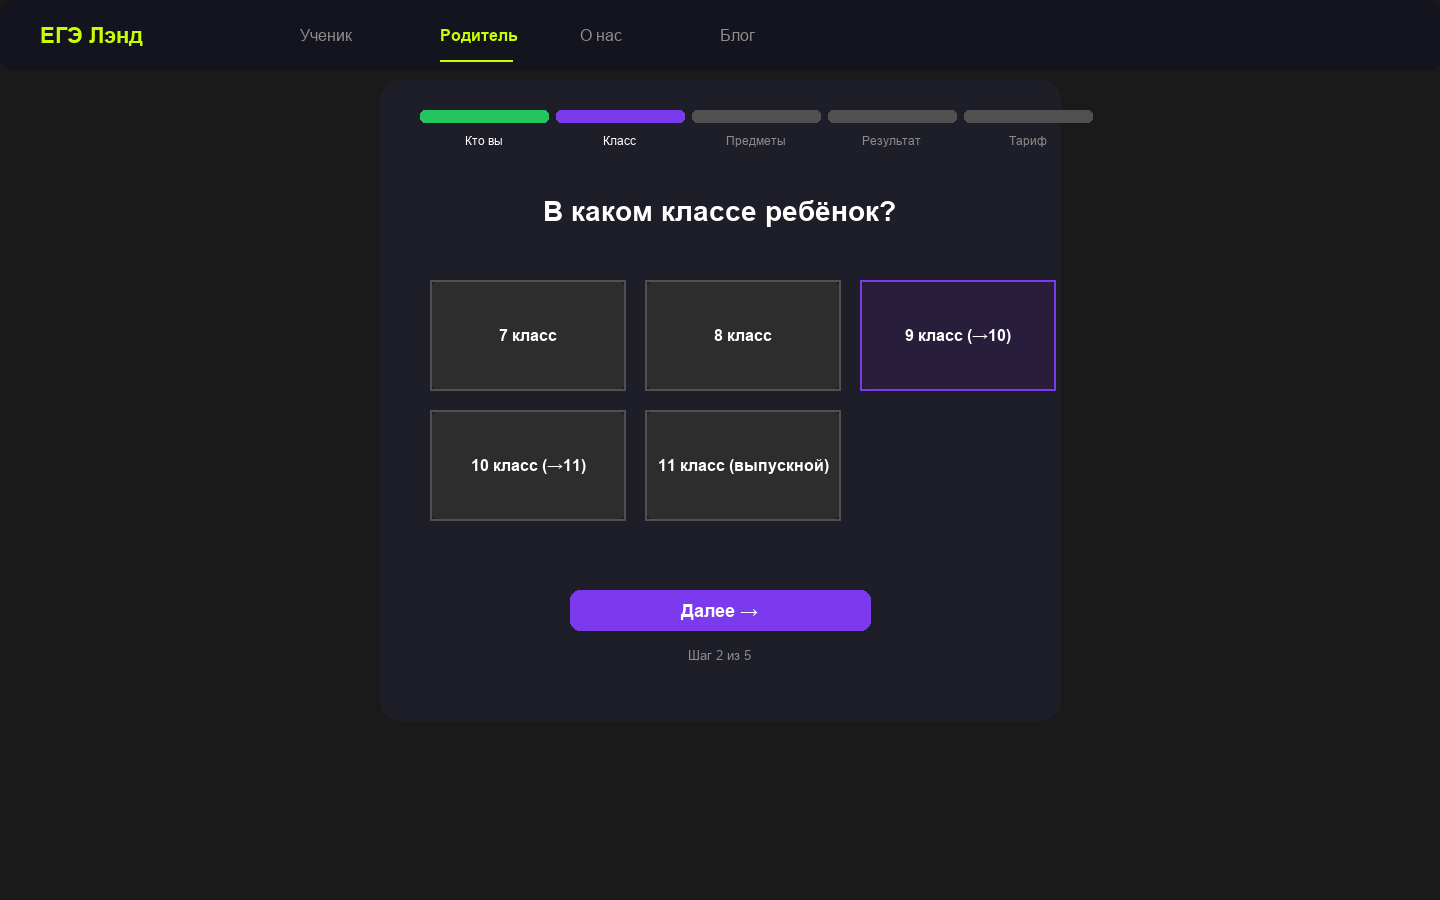 ЕГЭ Лэнд
Ученик
Родитель
О нас
Блог
Кто вы
Класс
Предметы
Результат
Тариф
В каком классе ребёнок?
7 класс
8 класс
9 класс (→10)
10 класс (→11)
11 класс (выпускной)
Далее →
Шаг 2 из 5